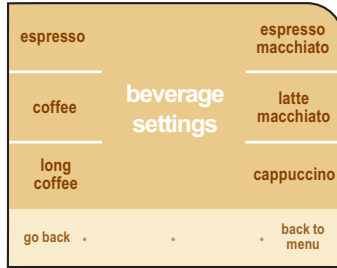 espresso
espresso
macchiato
beverage
settings
coffee
latte
macchiato
long
coffee
cappuccino
go back
back to
menu